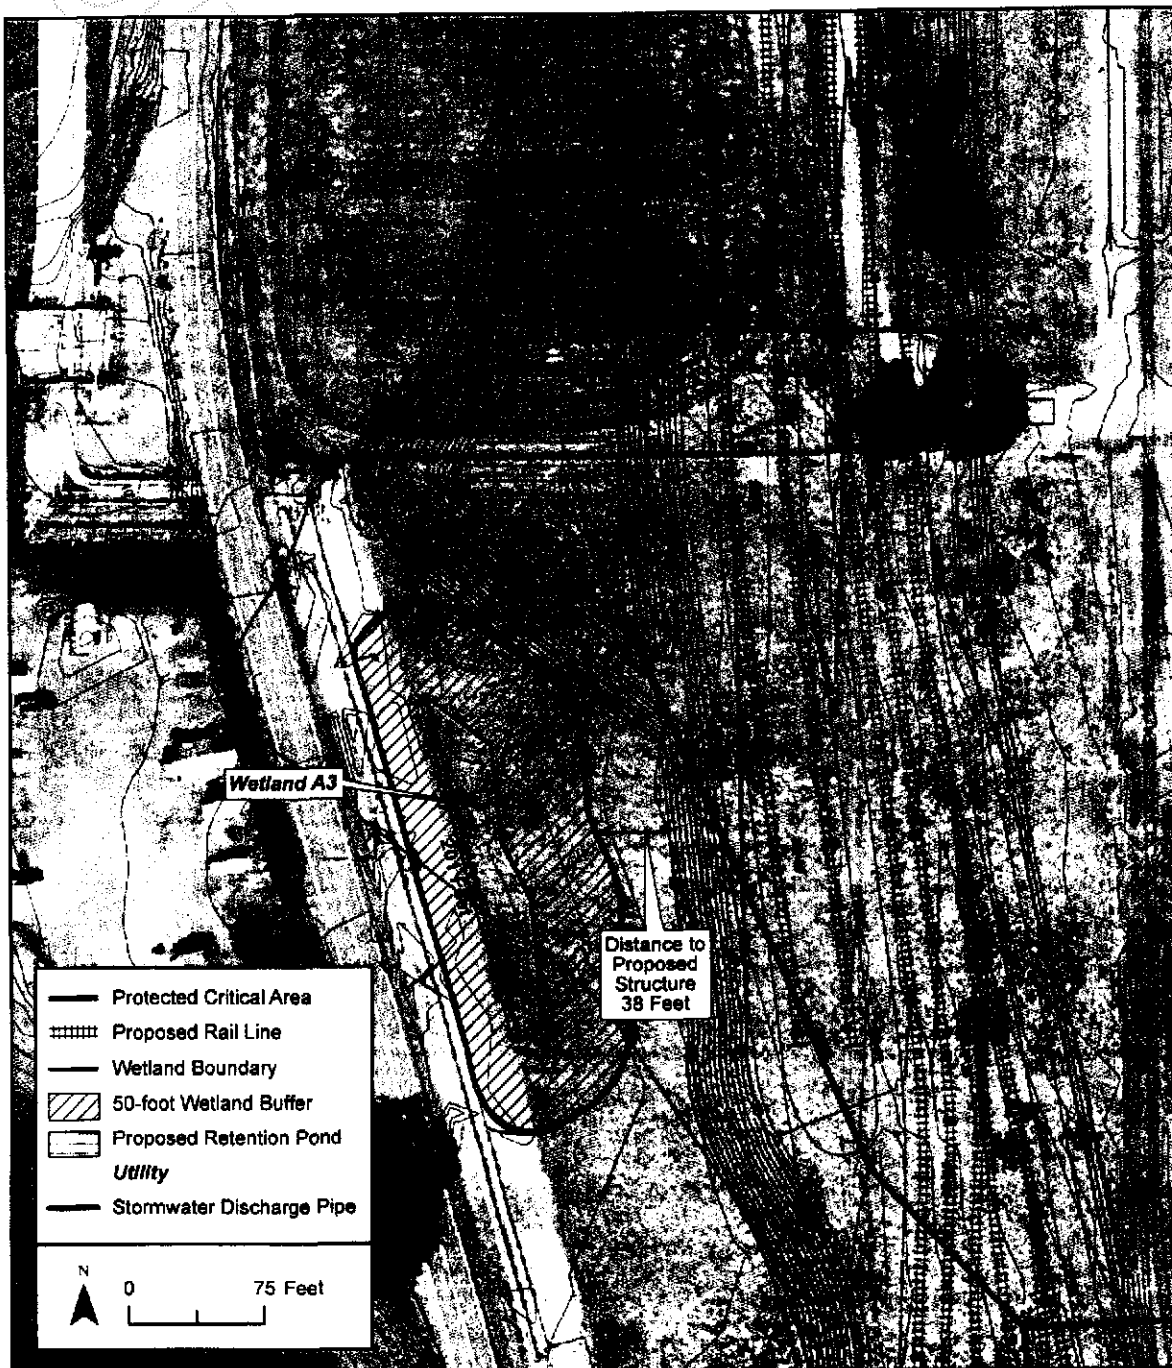 Wetland A3
Distance to
Proposed
Structure
38 Feet
Protected Critical Area
Proposed Rail Line
Wetland Boundary
50-foot Wetland Buffer
Proposed Retention Pond
Utility
Stormwater Discharge Pipe
N
0 75 Feet